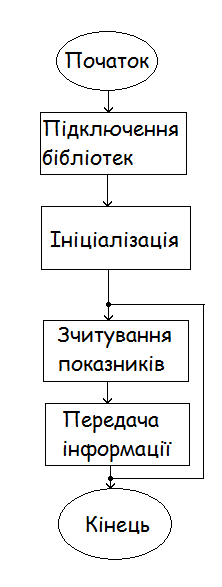 Початок
Підключення
бібліотек
Ініціалізація
Зчитування
показників
Передача
інформації
Кінець